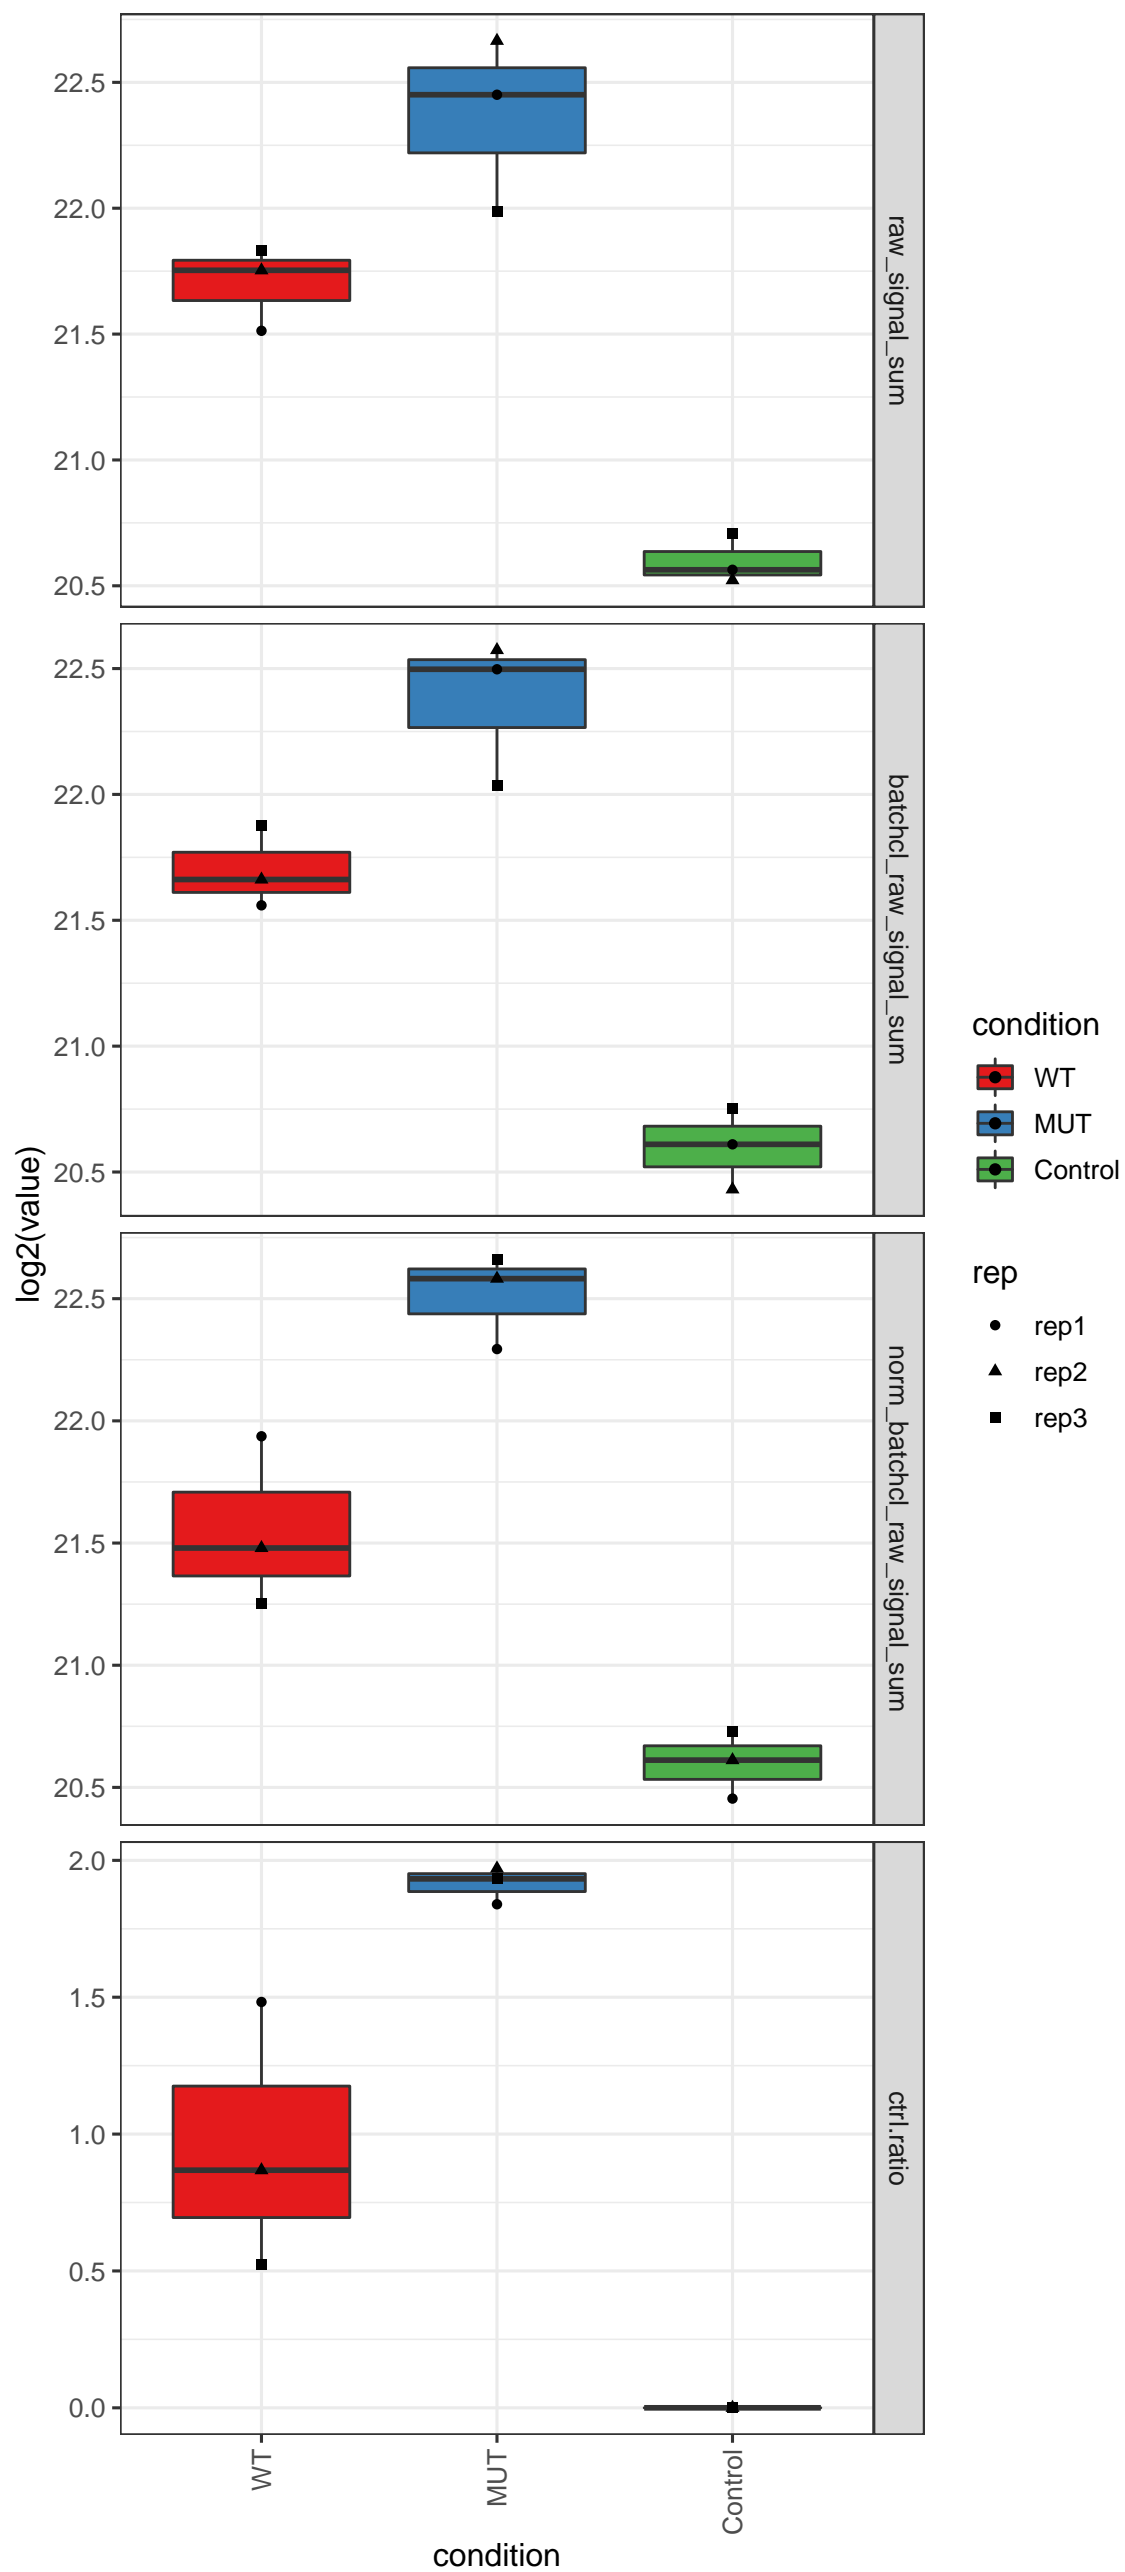 log2(value)
22.5
22.0
21.5
21.0
20.5
raw_signal_sum
22.5
22.0
21.5
21.0
20.5
batchcl_raw_signal_sum
22.5
22.0
21.5
21.0
20.5
norm_batchcl_raw_signal_sum
2.0
1.5
1.0
0.5
0.0
ctrl.ratio
WT
MUT
Control
condition
condition
WT
MUT
Control
rep
rep1
rep2
rep3